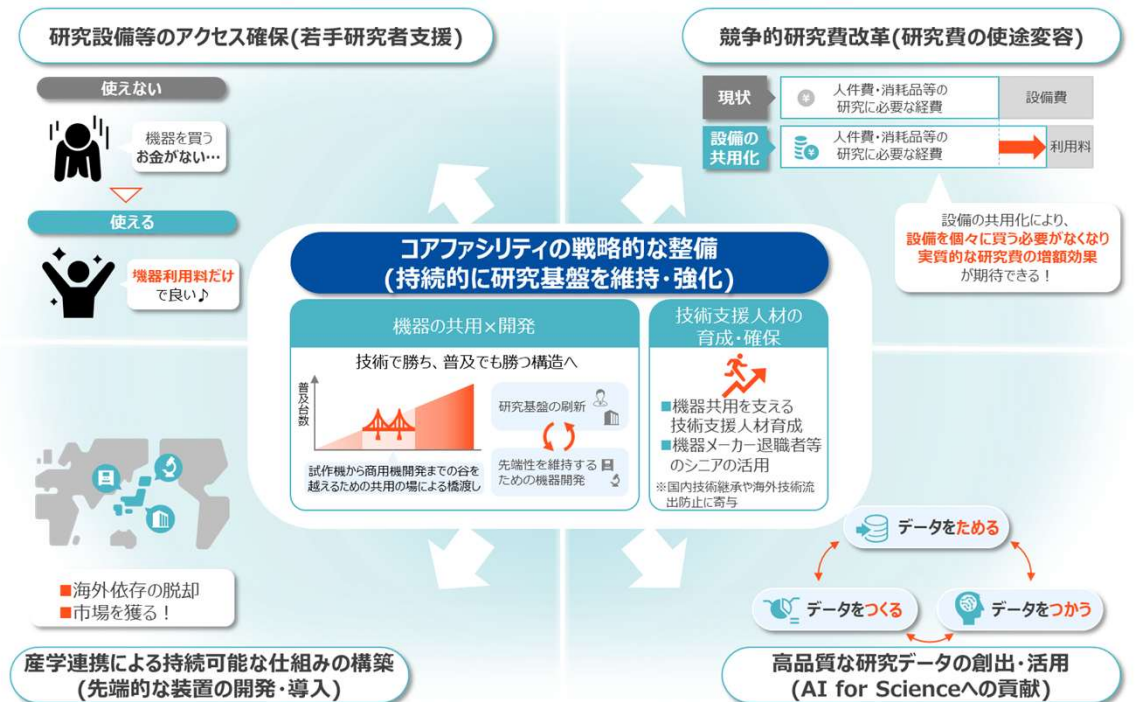 研究設備等のアクセス確保(若手研究者支援)
使えない
機器を買う
お金がない…
使える
機器利用料だけ
で良い♪
競争的研究費改革(研究費の使途変容)
現状
人件費・消耗品等の
研究に必要な経費
設備費
設備の
共用化
人件費・消耗品等の
研究に必要な経費
利用料
設備の共用化により、
設備を個々に買う必要がなくなり
実質的な研究費の増額効果
が期待できる！
コアファシリティの戦略的な整備
(持続的に研究基盤を維持・強化)
機器の共用×開発
技術で勝ち、普及でも勝つ構造へ
普及台数
試作機から商用機開発までの谷を
越えるための共用の場による橋渡し
研究基盤の刷新
先端性を維持する
ための機器開発
技術支援人材の
育成・確保
■機器共用を支える
技術支援人材育成
■機器メーカー退職者等
のシニアの活用
※国内技術継承や海外技術流
出防止に寄与
■海外依存の脱却
■市場を獲る！
産学連携による持続可能な仕組みの構築
(先端的な装置の開発・導入)
データをためる
データをつくる
データをつかう
高品質な研究データの創出・活用
(AI for Scienceへの貢献)